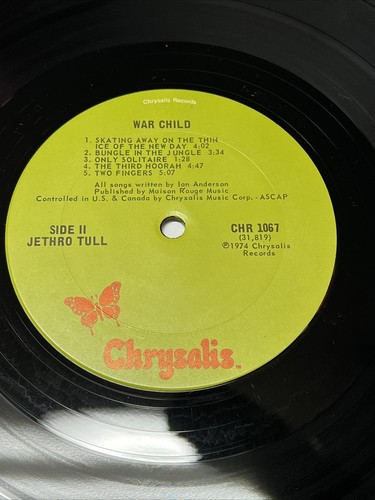 Chrysalis Records
WAR CHILD
1. SKATING AWAY ON THE THIN
ICE OF THE NEW DAY 4:02
2. BUNGLE IN THE JUNGLE 3:34
3. ONLY SOLITAIRE 1:28
4. THE THIRD HOORAH 4:47
5. TWO FINGERS 5:07
All songs written by Ian Anderson
Published by Maison Rouge Music
Controlled in U.S. & Canada by Chrysalis Music Corp. - ASCAP
SIDE II
JETHRO TULL
CHR 1067
(31,819)
℗1974 Chrysalis
Records
Chrysalis™